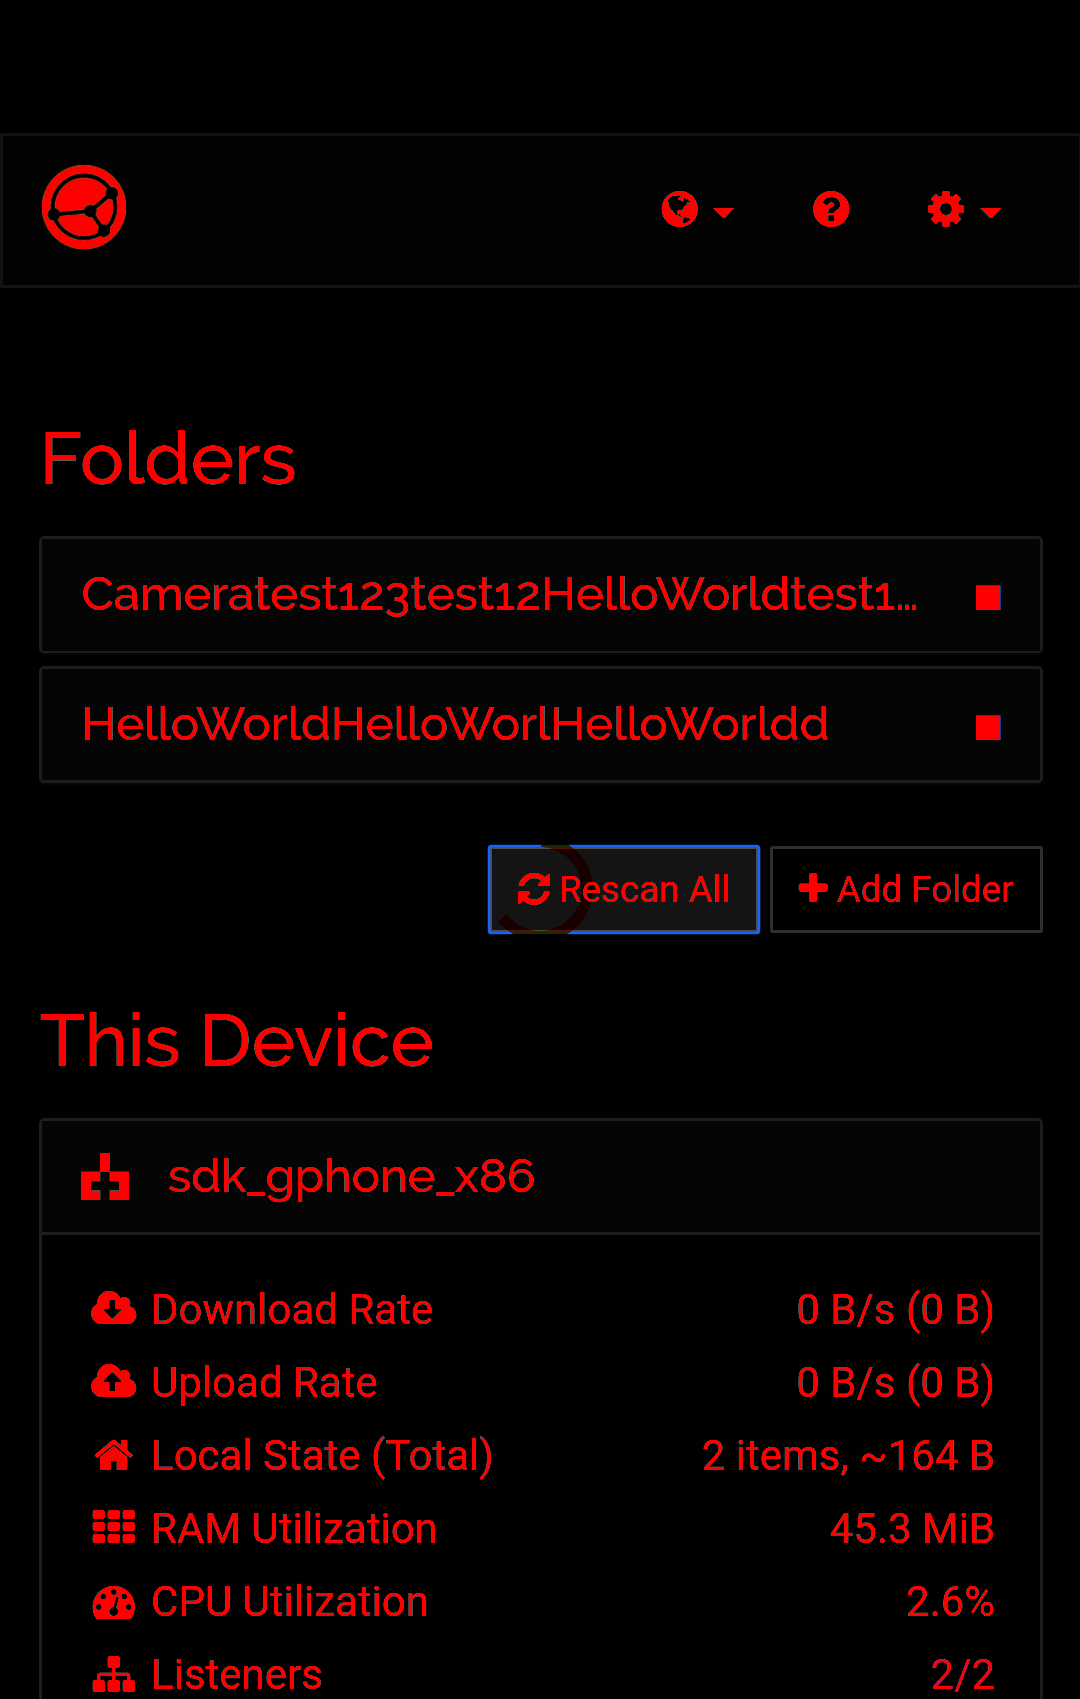 Folders
Cameratest123test12HelloWorldtest1...
HelloWorldHelloWorlHelloWorldd
Rescan All
Add Folder
This Device
sdk_gphone_x86
Download Rate 0 B/s (0 B)
Upload Rate 0 B/s (0 B)
Local State (Total) 2 items, ~164 B
RAM Utilization 45.3 MiB
CPU Utilization 2.6%
Listeners 2/2